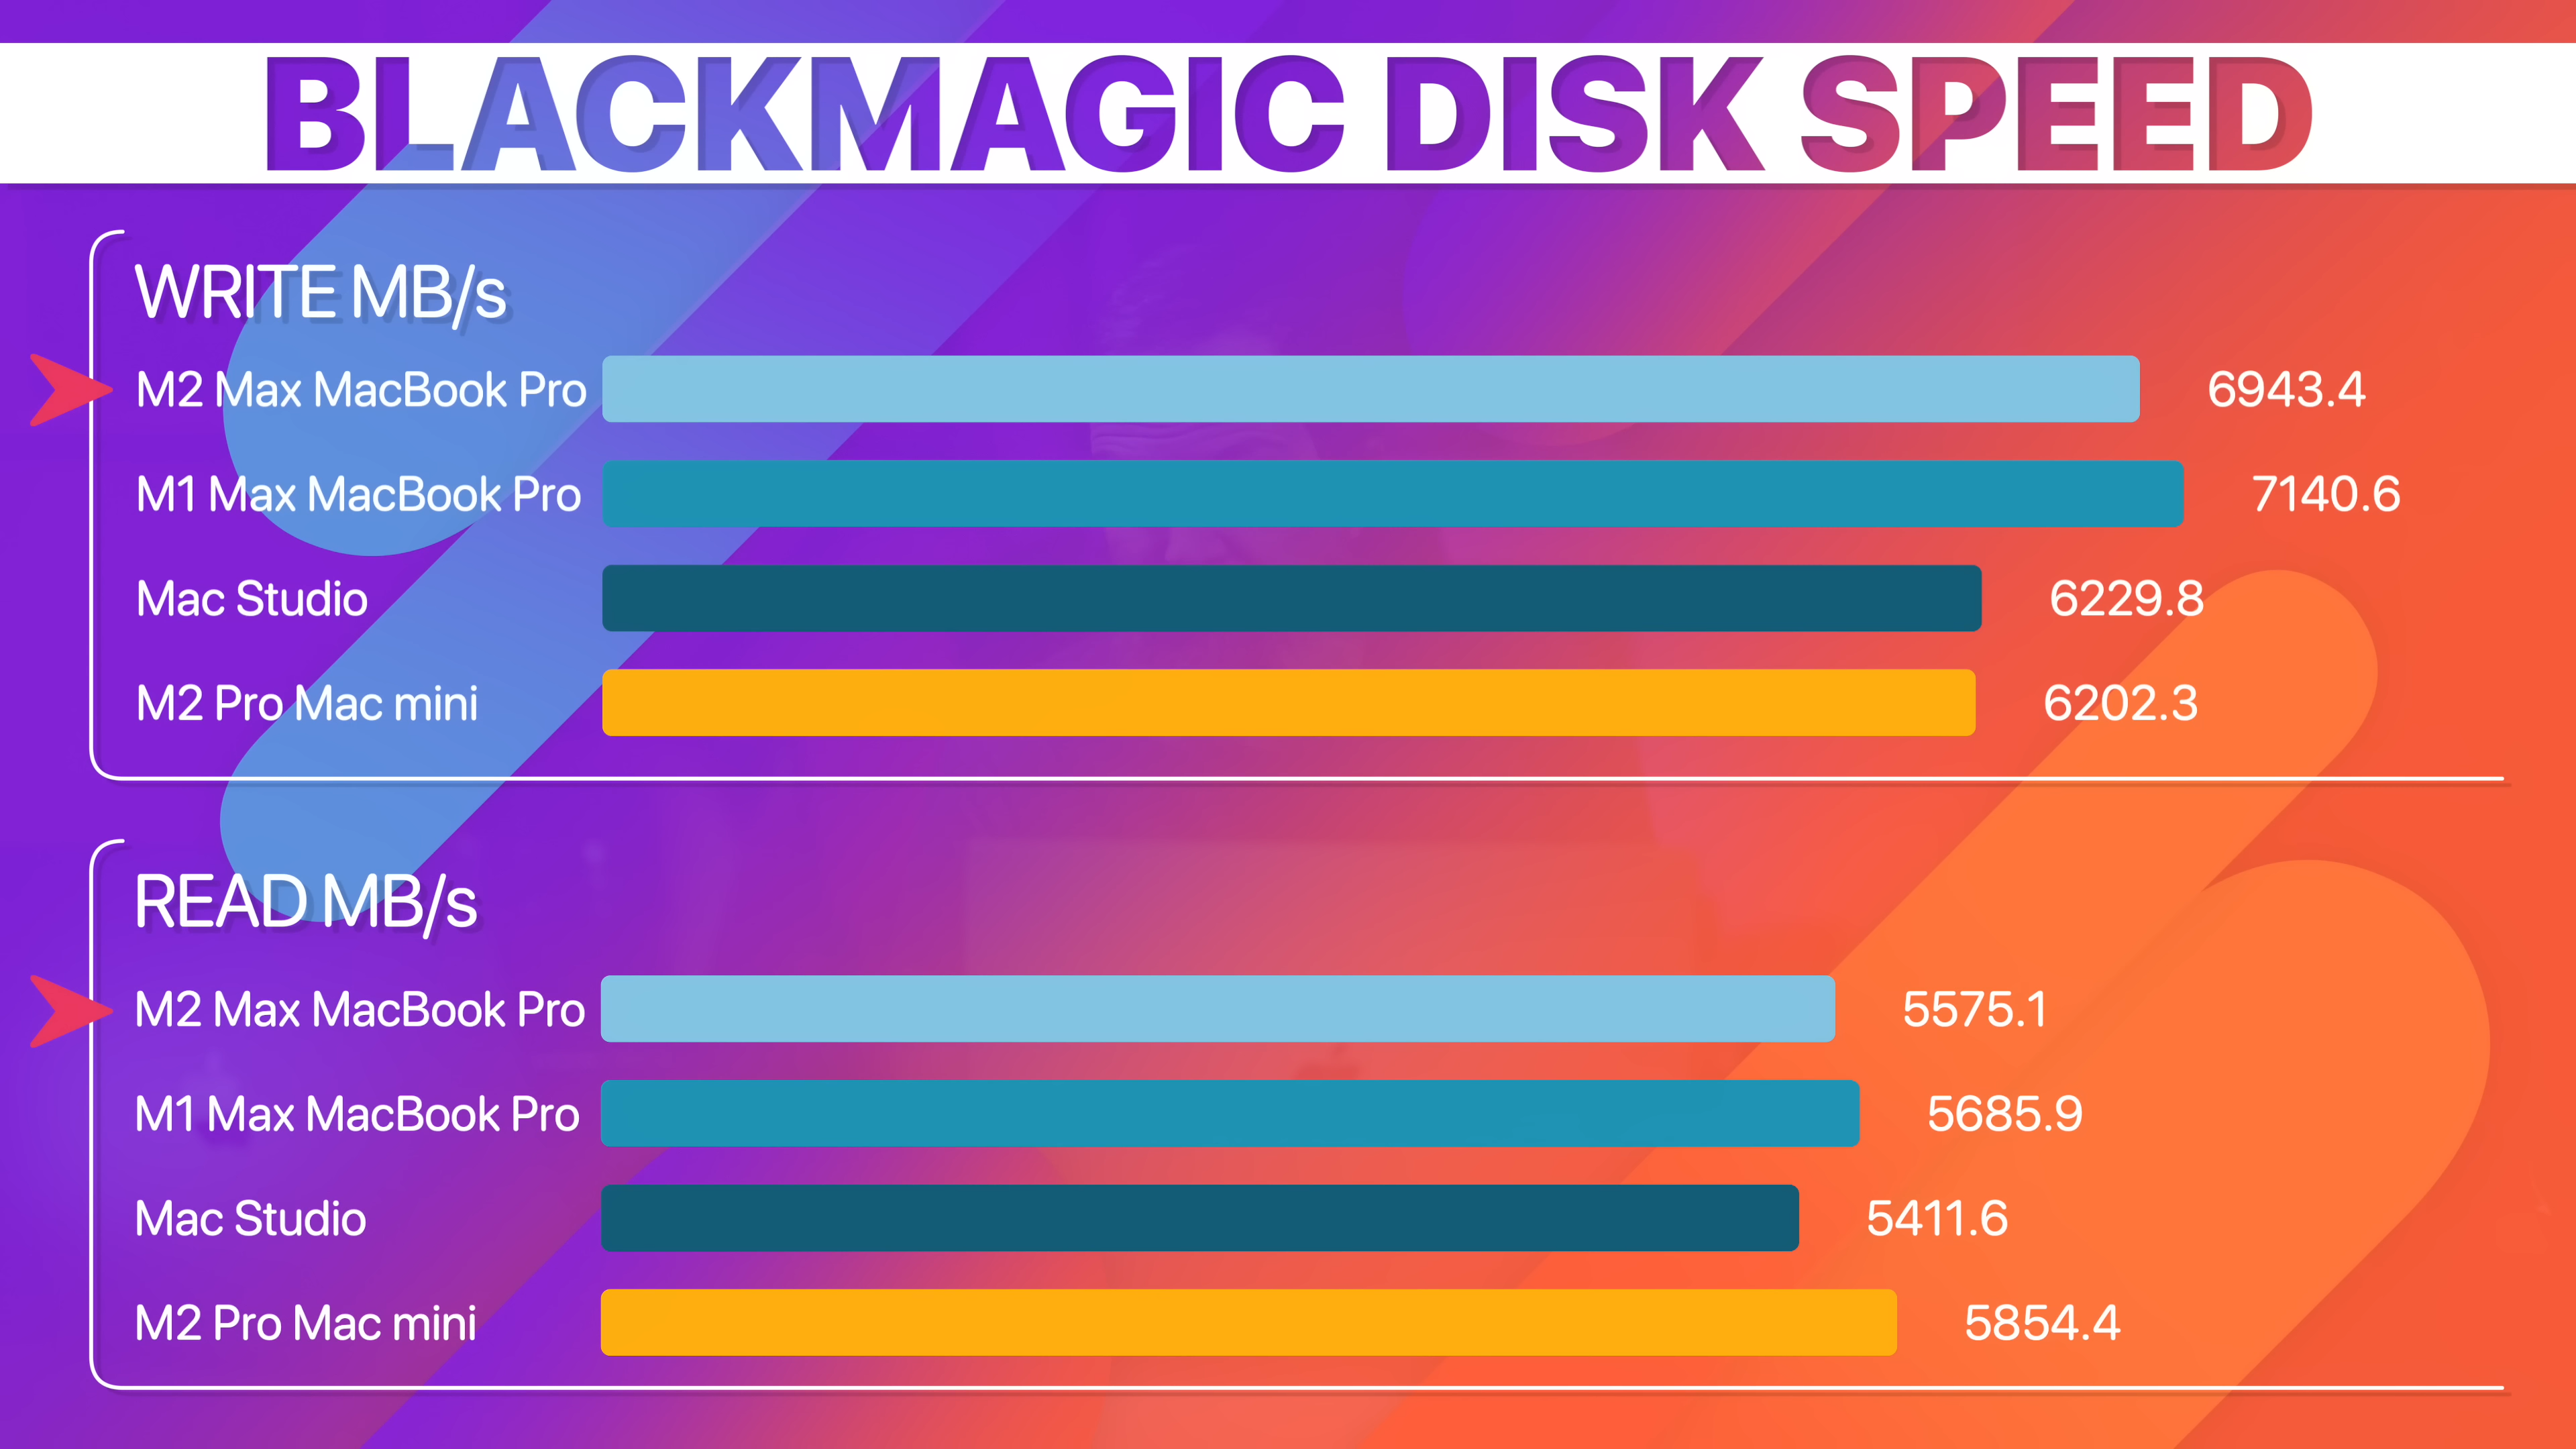 BLACKMAGIC DISK SPEED
WRITE MB/s
M2 Max MacBook Pro 6943.4
M1 Max MacBook Pro 7140.6
Mac Studio 6229.8
M2 Pro Mac mini 6202.3
READ MB/s
M2 Max MacBook Pro 5575.1
M1 Max MacBook Pro 5685.9
Mac Studio 5411.6
M2 Pro Mac mini 5854.4